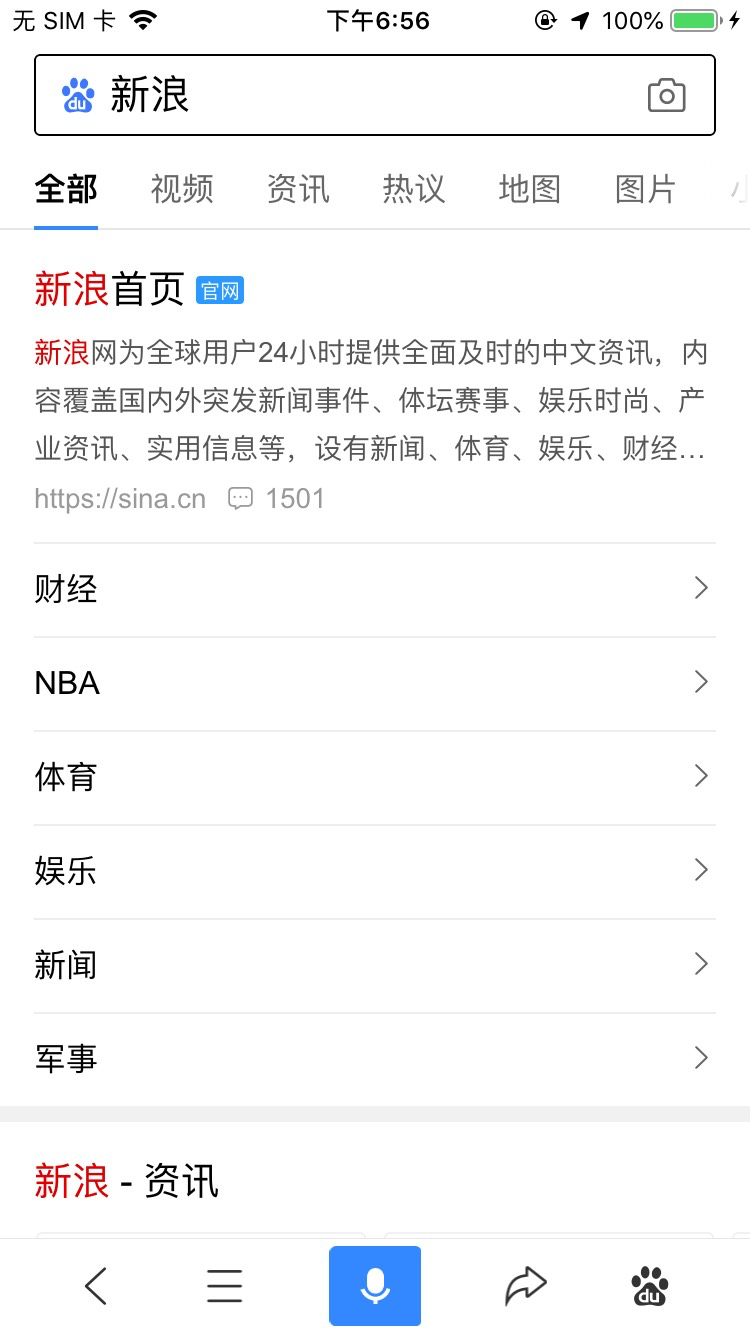 无 SIM 卡 下午6:56 100%
du 新浪
全部 视频 资讯 热议 地图 图片
新浪首页 官网
新浪网为全球用户24小时提供全面及时的中文资讯，内
容覆盖国内外突发新闻事件、体坛赛事、娱乐时尚、产
业资讯、实用信息等，设有新闻、体育、娱乐、财经...
https://sina.cn 1501
财经
NBA
体育
娱乐
新闻
军事
新浪 - 资讯
du